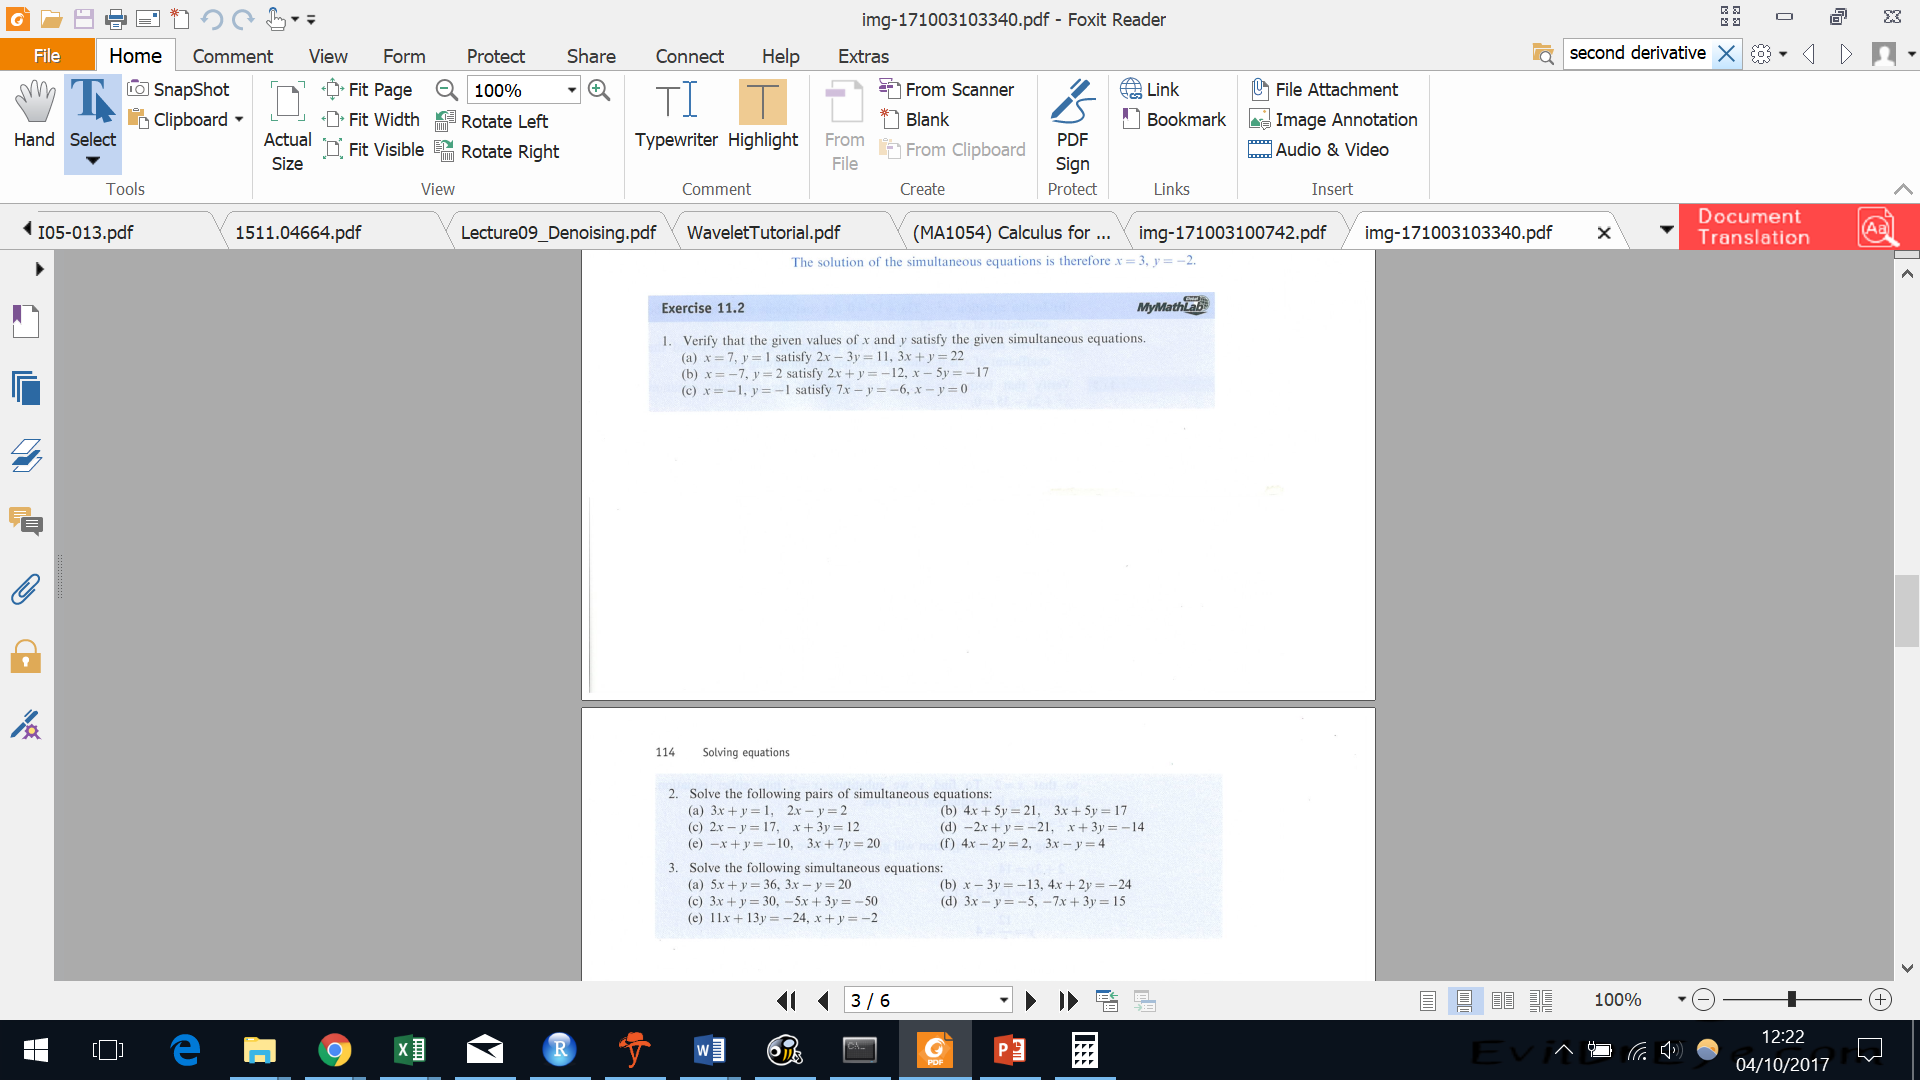 img-171003103340.pdf - Foxit Reader
File Home Comment View Form Protect Share Connect Help Extras second derivative
Hand Select SnapShot Clipboard
Tools
Actual Size Fit Page Fit Width Fit Visible 100% Rotate Left Rotate Right
View
Typewriter Highlight
Comment
From File From Scanner Blank From Clipboard
Create
PDF Sign
Protect
Link Bookmark
Links
File Attachment Image Annotation Audio & Video
Insert
I05-013.pdf 1511.04664.pdf Lecture09_Denoising.pdf WaveletTutorial.pdf (MA1054) Calculus for ... img-171003100742.pdf img-171003103340.pdf
Document Translation
The solution of the simultaneous equations is therefore x = 3, y = −2.
Exercise 11.2 MyMathLab
1. Verify that the given values of x and y satisfy the given simultaneous equations.
(a) x = 7, y = 1 satisfy 2x − 3y = 11, 3x + y = 22
(b) x = −7, y = 2 satisfy 2x + y = −12, x − 5y = −17
(c) x = −1, y = −1 satisfy 7x − y = −6, x − y = 0
114 Solving equations
2. Solve the following pairs of simultaneous equations:
(a) 3x + y = 1, 2x − y = 2 (b) 4x + 5y = 21, 3x + 5y = 17
(c) 2x − y = 17, x + 3y = 12 (d) −2x + y = −21, x + 3y = −14
(e) −x + y = −10, 3x + 7y = 20 (f) 4x − 2y = 2, 3x − y = 4
3. Solve the following simultaneous equations:
(a) 5x + y = 36, 3x − y = 20 (b) x − 3y = −13, 4x + 2y = −24
(c) 3x + y = 30, −5x + 3y = −50 (d) 3x − y = −5, −7x + 3y = 15
(e) 11x + 13y = −24, x + y = −2
3 / 6 100%
12:22
04/10/2017